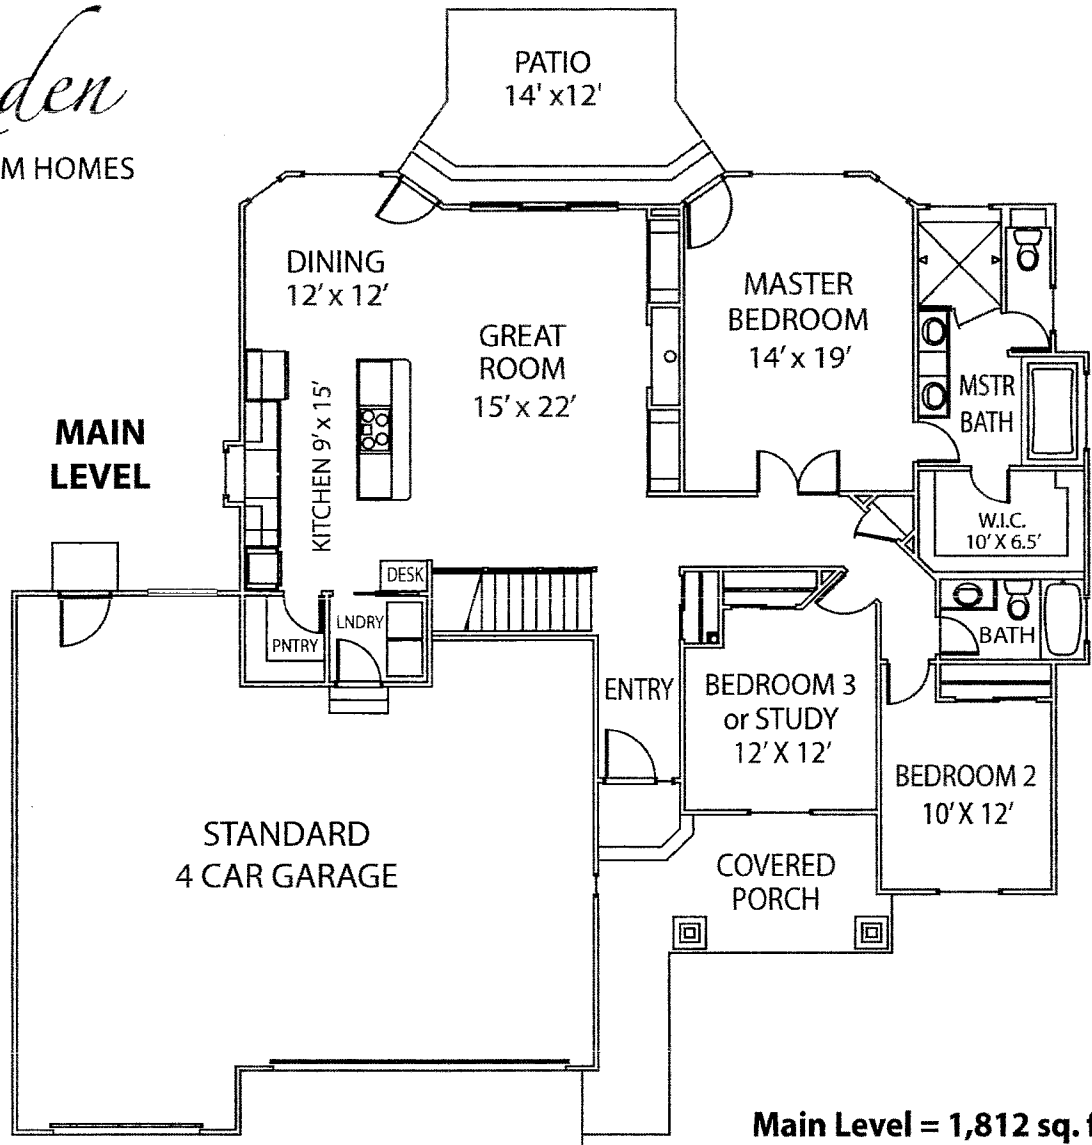 den
M HOMES
PATIO
14' x12'
DINING
12' x 12'
GREAT
ROOM
15' x 22'
MASTER
BEDROOM
14' x 19'
MSTR
BATH
MAIN
LEVEL
KITCHEN 9' x 15'
W.I.C.
10' X 6.5'
DESK
LNDRY
PNTRY
BATH
ENTRY
BEDROOM 3
or STUDY
12' X 12'
BEDROOM 2
10' X 12'
STANDARD
4 CAR GARAGE
COVERED
PORCH
Main Level = 1,812 sq.